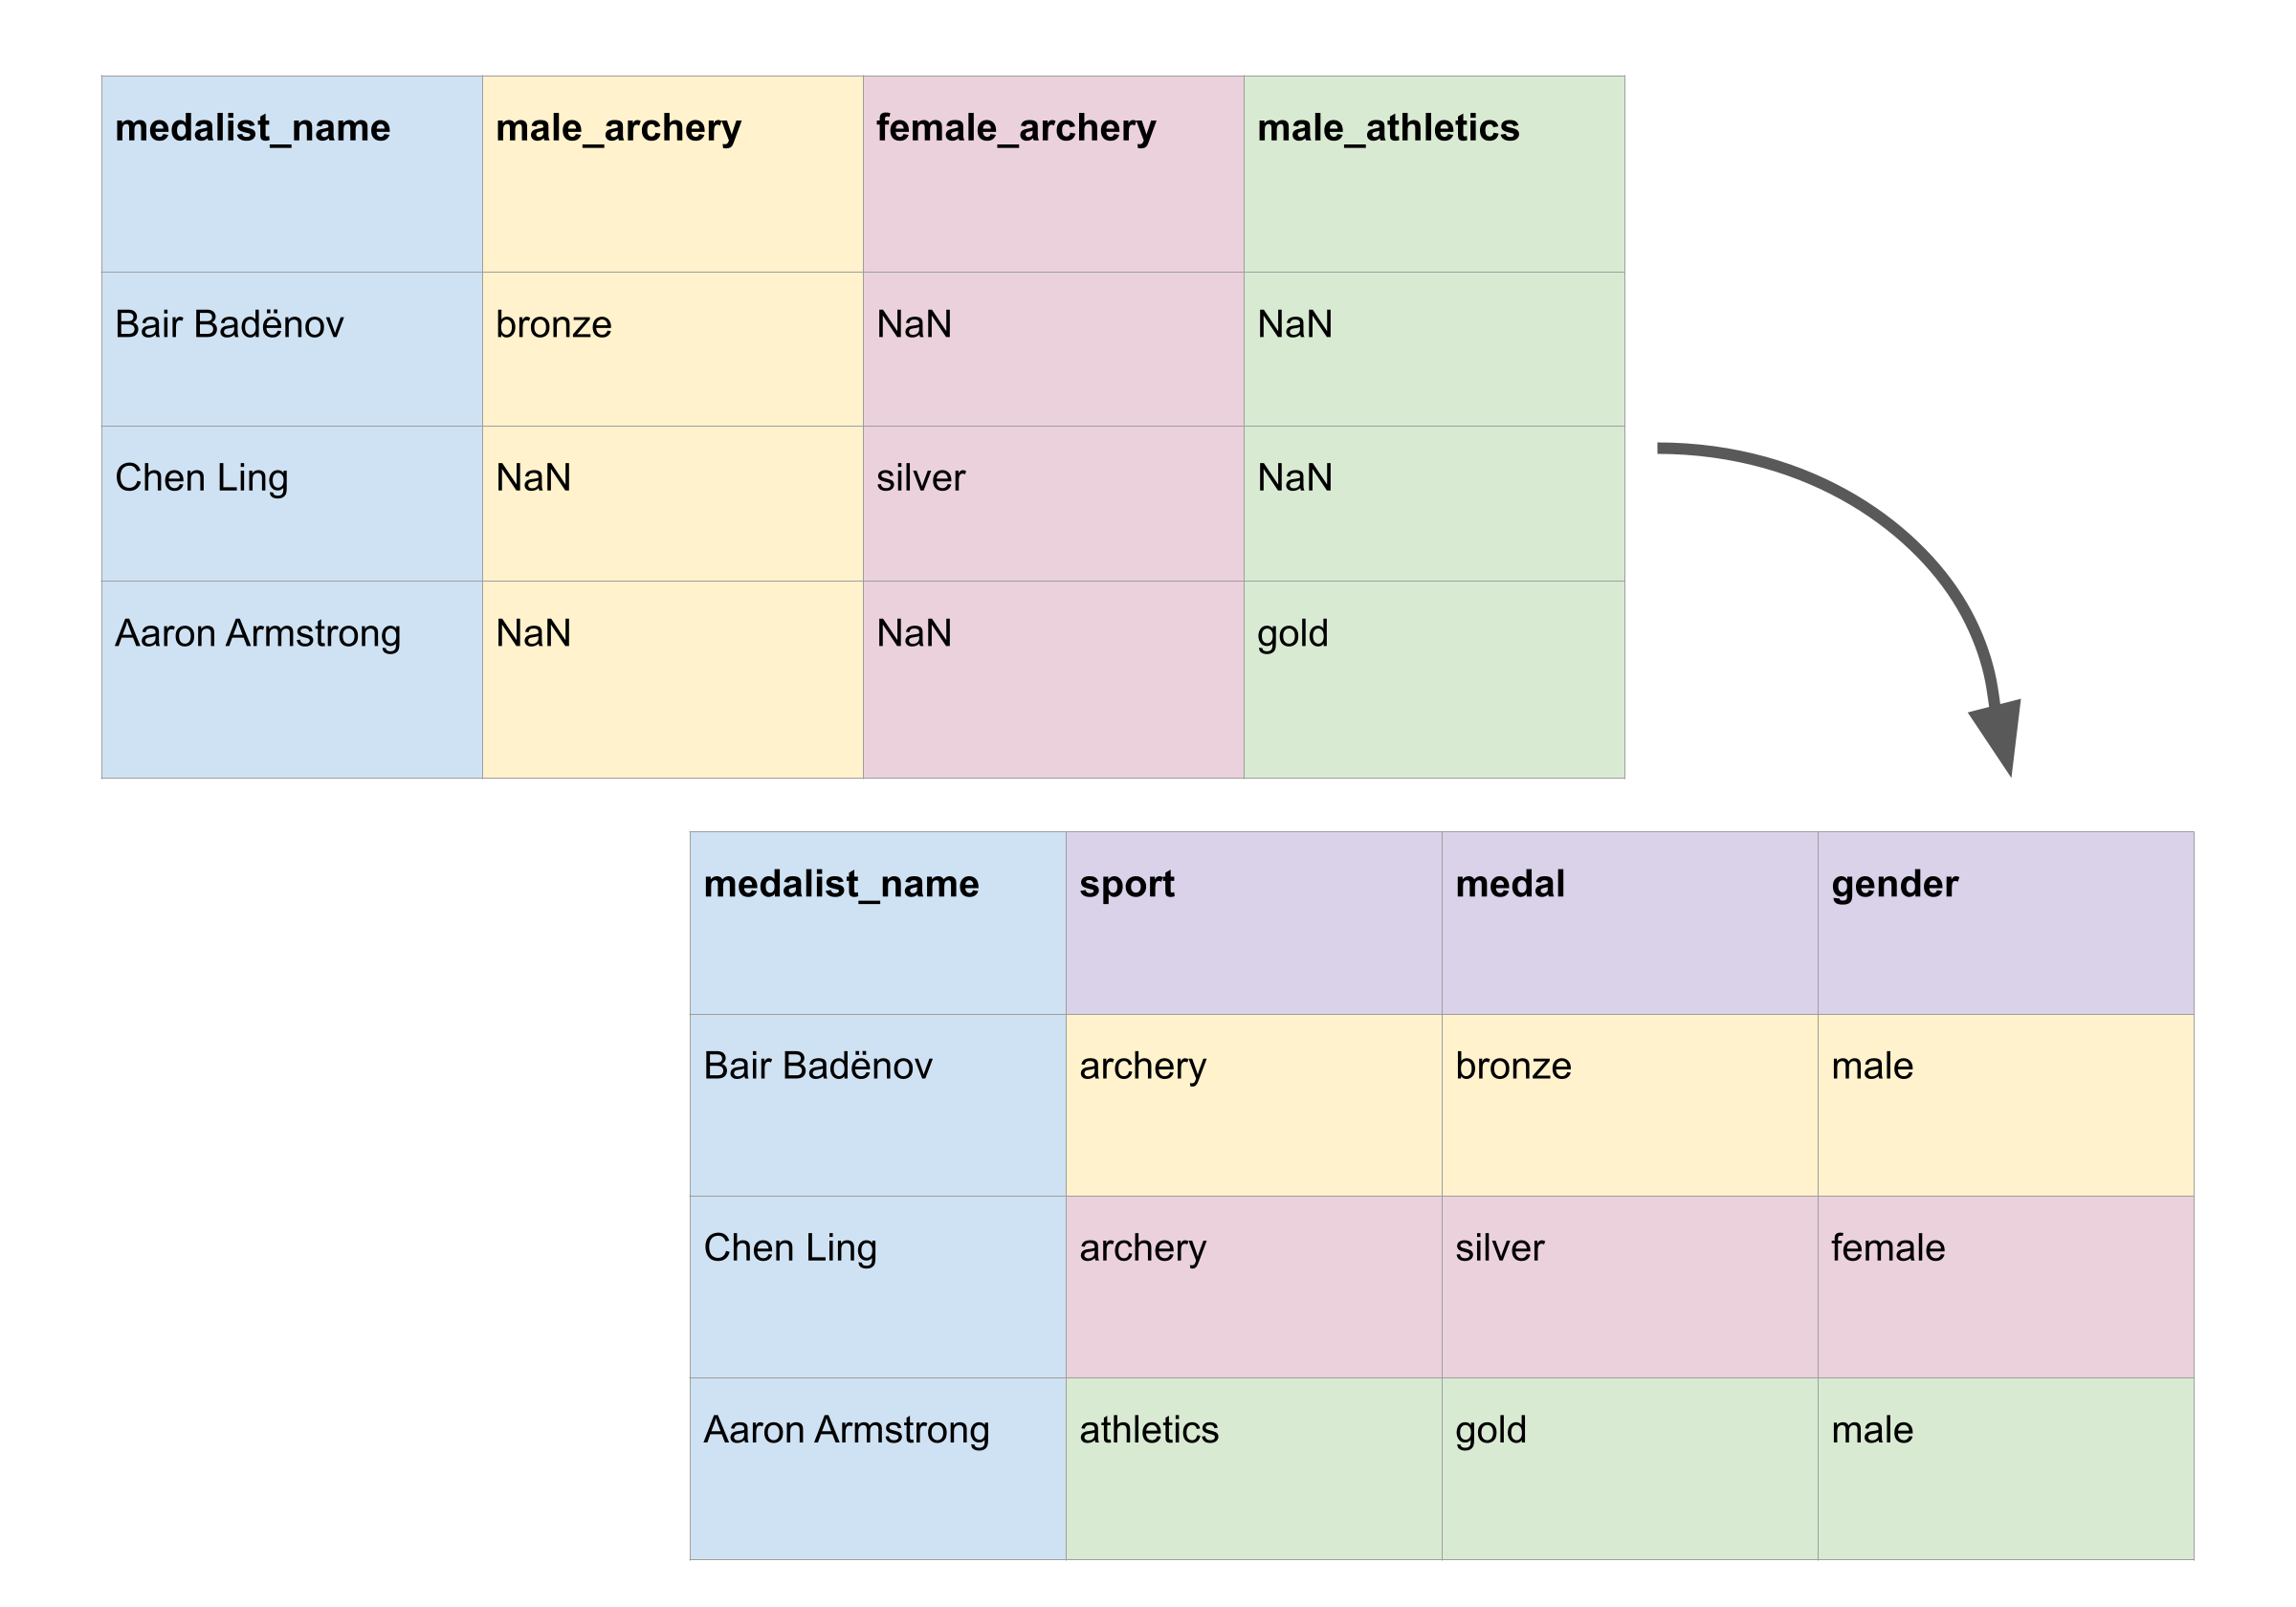 medalist_name male_archery female_archery male_athletics
Bair Badënov bronze NaN NaN
Chen Ling NaN silver NaN
Aaron Armstrong NaN NaN gold
medalist_name sport medal gender
Bair Badënov archery bronze male
Chen Ling archery silver female
Aaron Armstrong athletics gold male